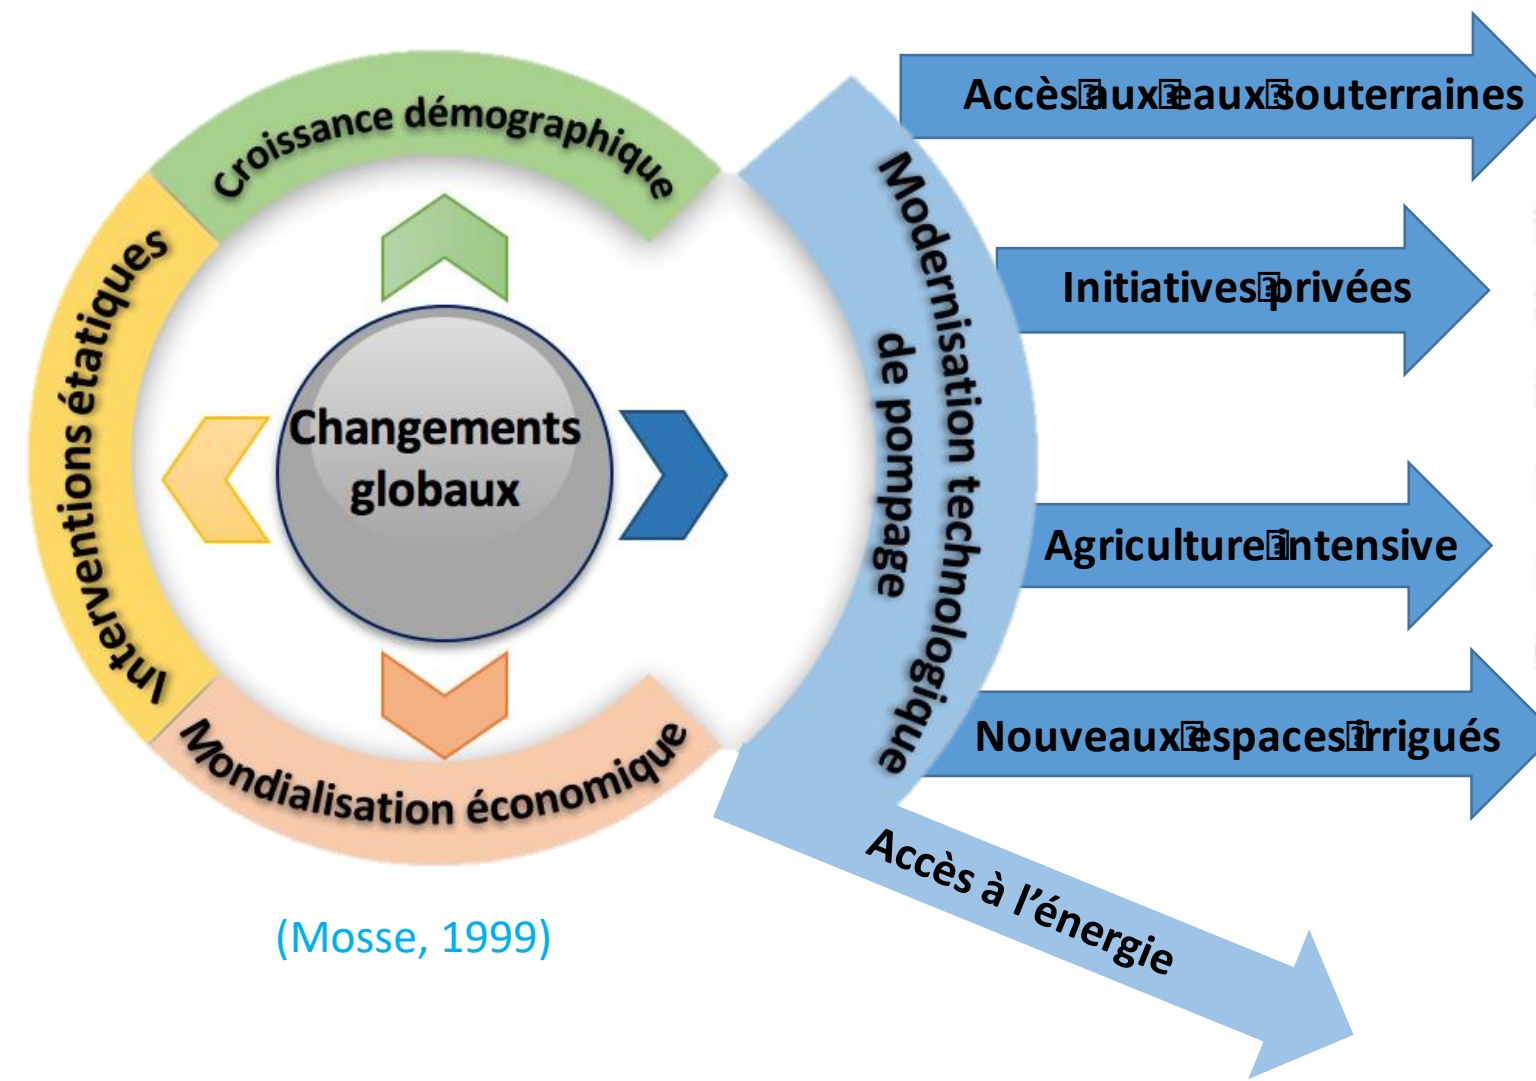 Croissance démographique
Interventions étatiques
Changements
globaux
Mondialisation économique
Modernisation technologique
de pompage
Accès aux eaux souterraines
Initiatives privées
Agriculture intensive
Nouveaux espaces irrigués
Accès à l’énergie
(Mosse, 1999)